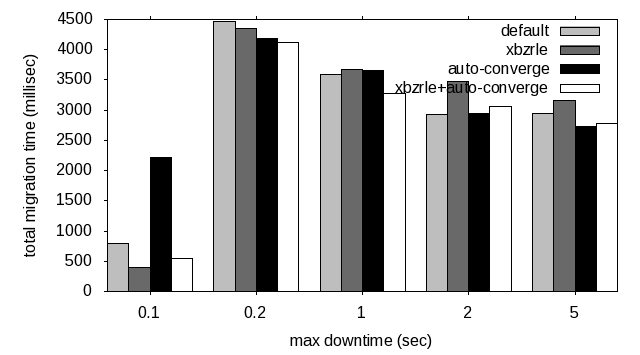 total migration time (millisec)
4500
4000
3500
3000
2500
2000
1500
1000
500
0
default
xbzrle
auto-converge
xbzrle+auto-converge
0.1 0.2 1 2 5
max downtime (sec)